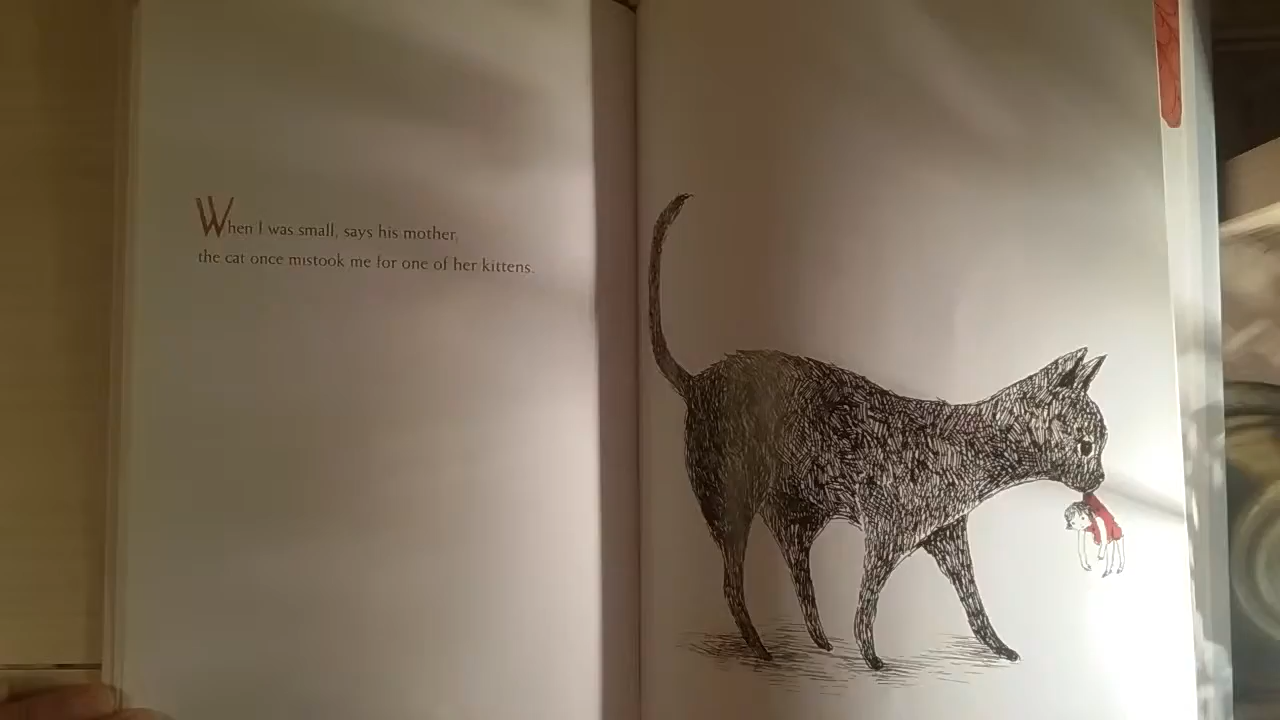 When I was small, says his mother,
the cat once mistook me for one of her kittens.